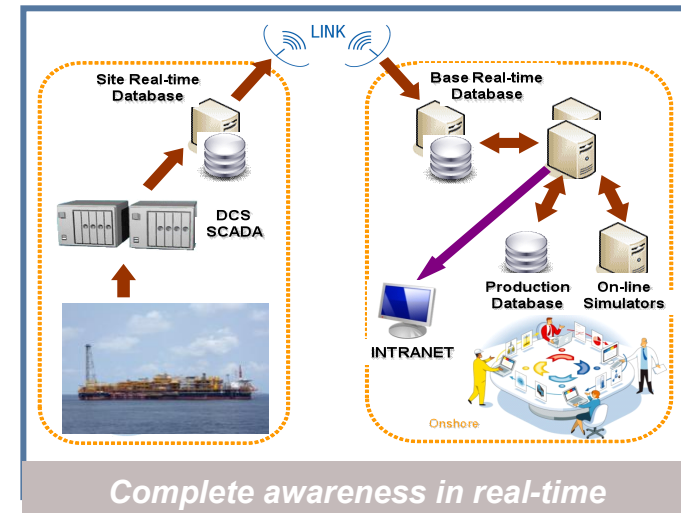 LINK
Site Real-time
Database
Base Real-time
Database
DCS
SCADA
Production
Database
On-line
Simulators
INTRANET
Onshore
Complete awareness in real-time